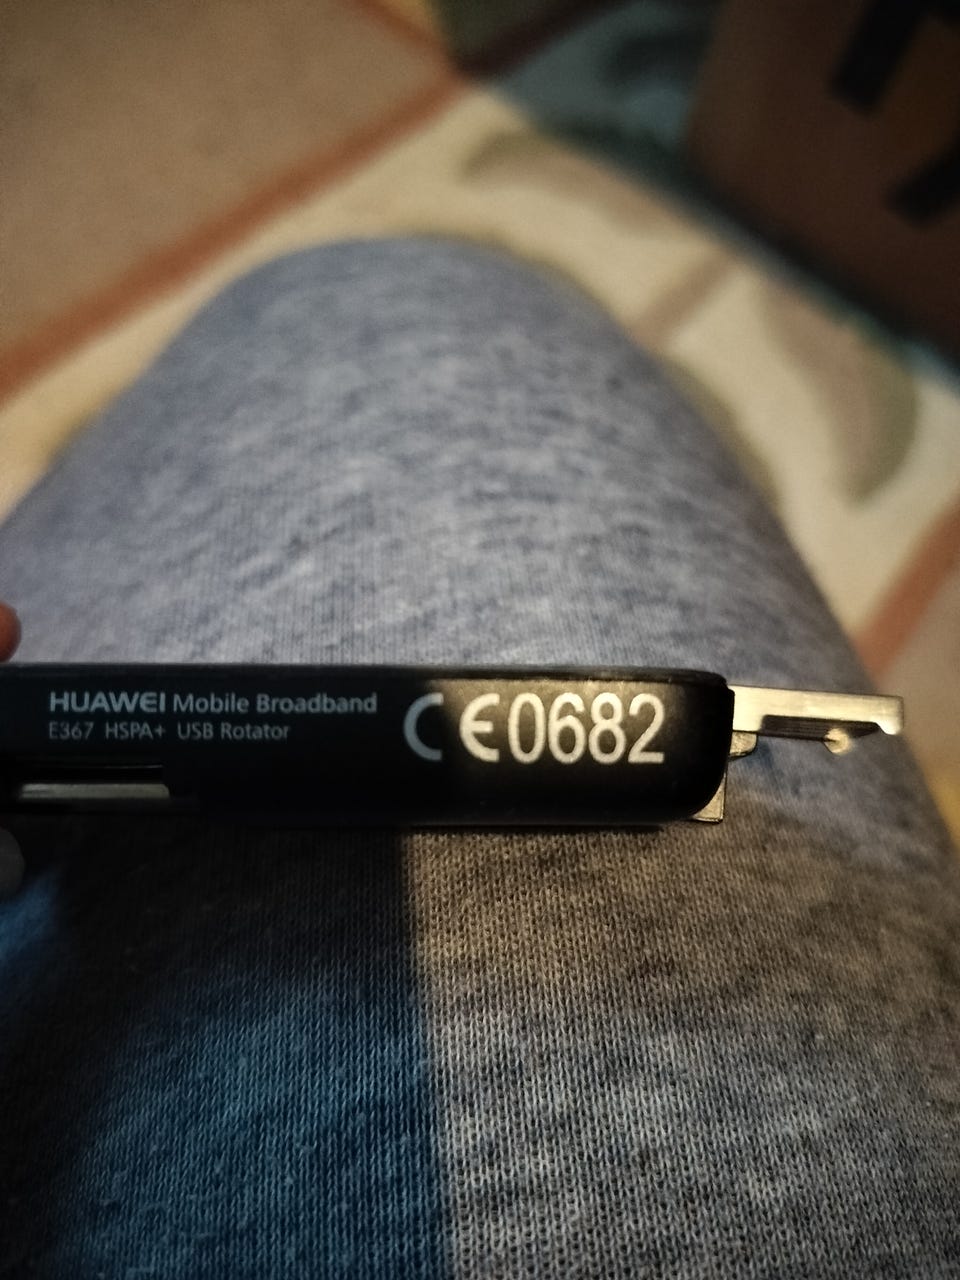 HUAWEI Mobile Broadband
E367 HSPA+ USB Rotator
CE0682